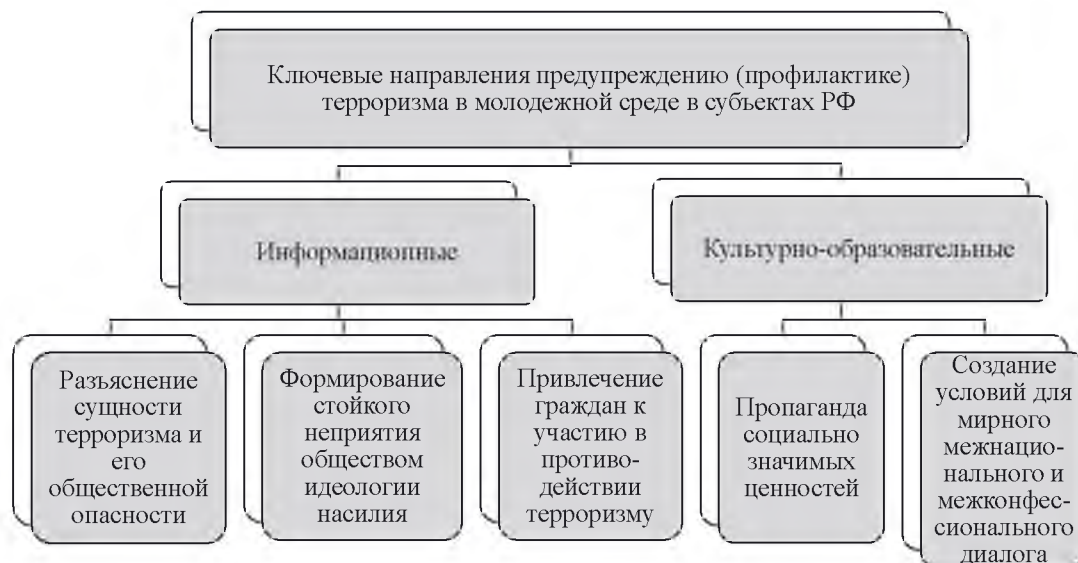 Ключевые направления предупреждению (профилактике)
терроризма в молодежной среде в субъектах РФ
Информационные
Культурно-образовательные
Разъяснение
сущности
терроризма и
его
общественной
опасности
Формирование
стойкого
неприятия
обществом
идеологии
насилия
Привлечение
граждан к
участию в
противо-
действии
терроризму
Пропаганда
социально
значимых
ценностей
Создание
условий для
мирного
межнацио-
нального и
межконфес-
сионального
диалога